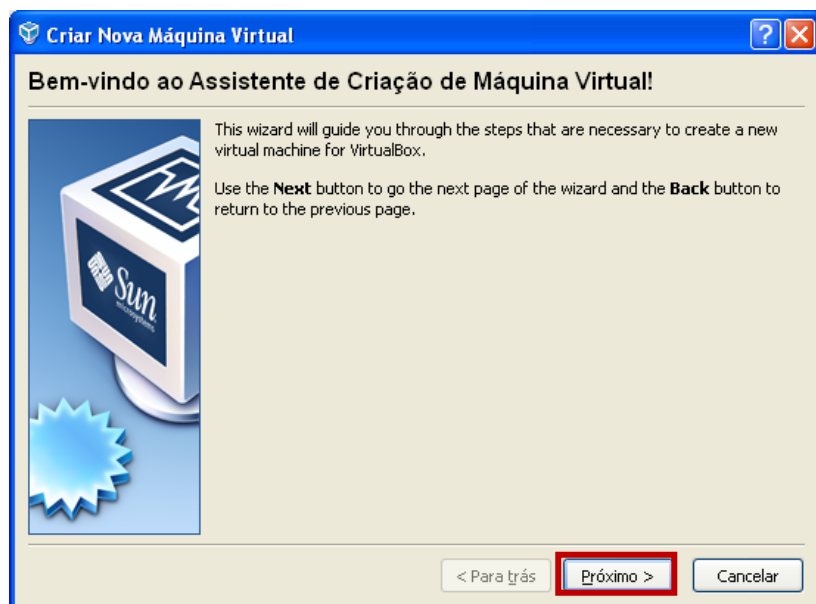 Criar Nova Máquina Virtual
?
Bem-vindo ao Assistente de Criação de Máquina Virtual!
This wizard will guide you through the steps that are necessary to create a new
virtual machine for VirtualBox.
Use the Next button to go the next page of the wizard and the Back button to
return to the previous page.
Sun
microsystems
< Para trás
Próximo >
Cancelar